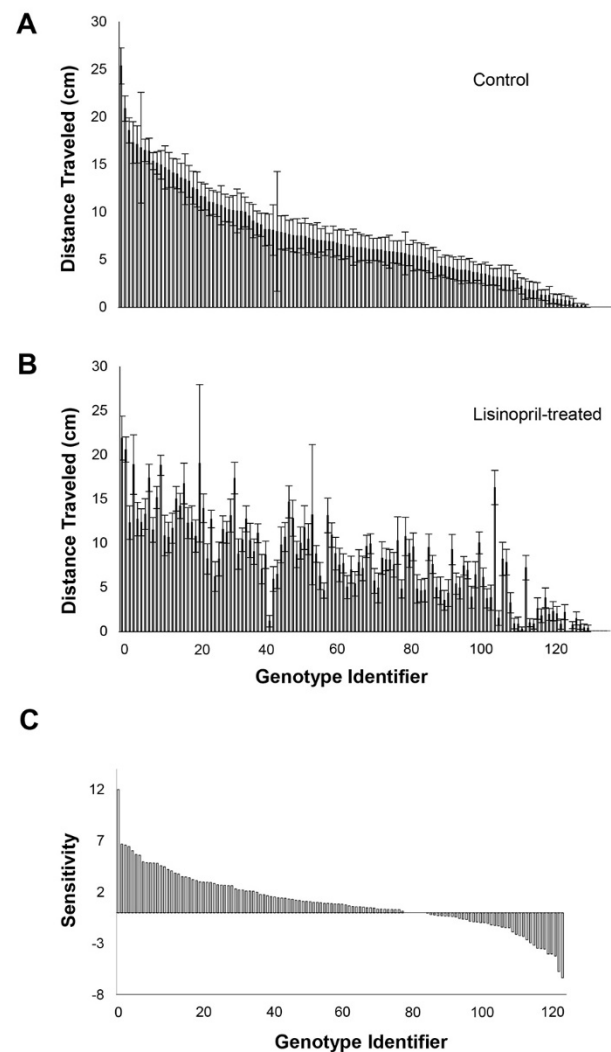 A
30
25
20
15
10
5
0
Distance Traveled (cm)
Control
B
30
25
20
15
10
5
0
Distance Traveled (cm)
Lisinopril-treated
0 20 40 60 80 100 120
Genotype Identifier
C
12
7
2
-3
-8
Sensitivity
0 20 40 60 80 100 120
Genotype Identifier